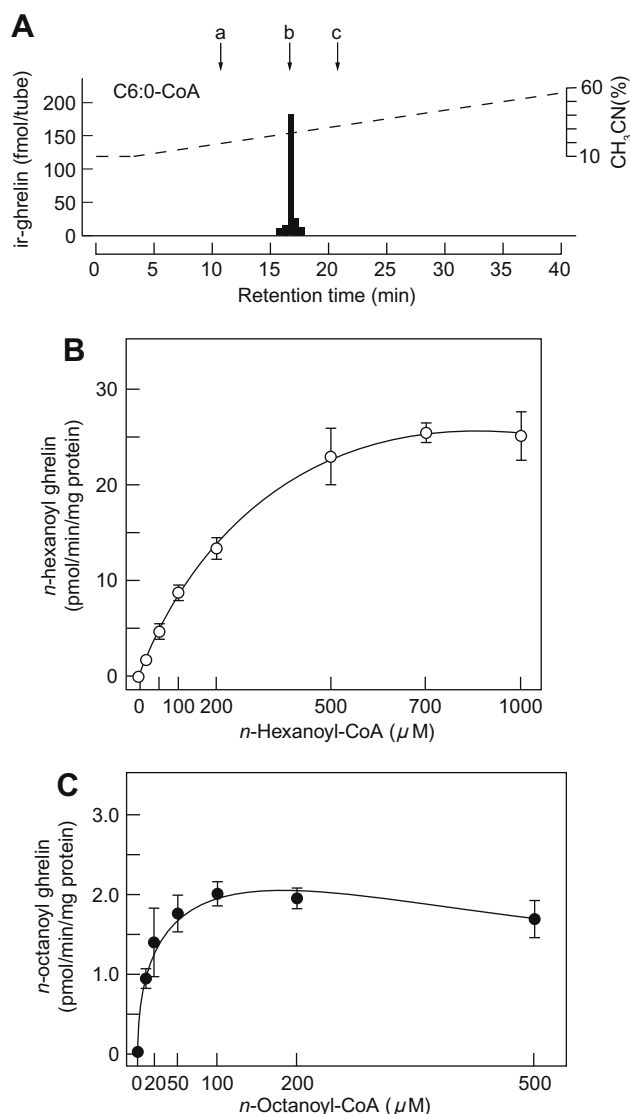 A
a b c
C6:0-CoA
ir-ghrelin (fmol/tube)
200
150
100
50
0
60
10
CH₃CN(%)
0 5 10 15 20 25 30 35 40
Retention time (min)
B
n-hexanoyl ghrelin
(pmol/min/mg protein)
30
20
10
0
0 100 200 500 700 1000
n-Hexanoyl-CoA (μM)
C
n-octanoyl ghrelin
(pmol/min/mg protein)
3.0
2.0
1.0
0
0 20 50 100 200 500
n-Octanoyl-CoA (μM)